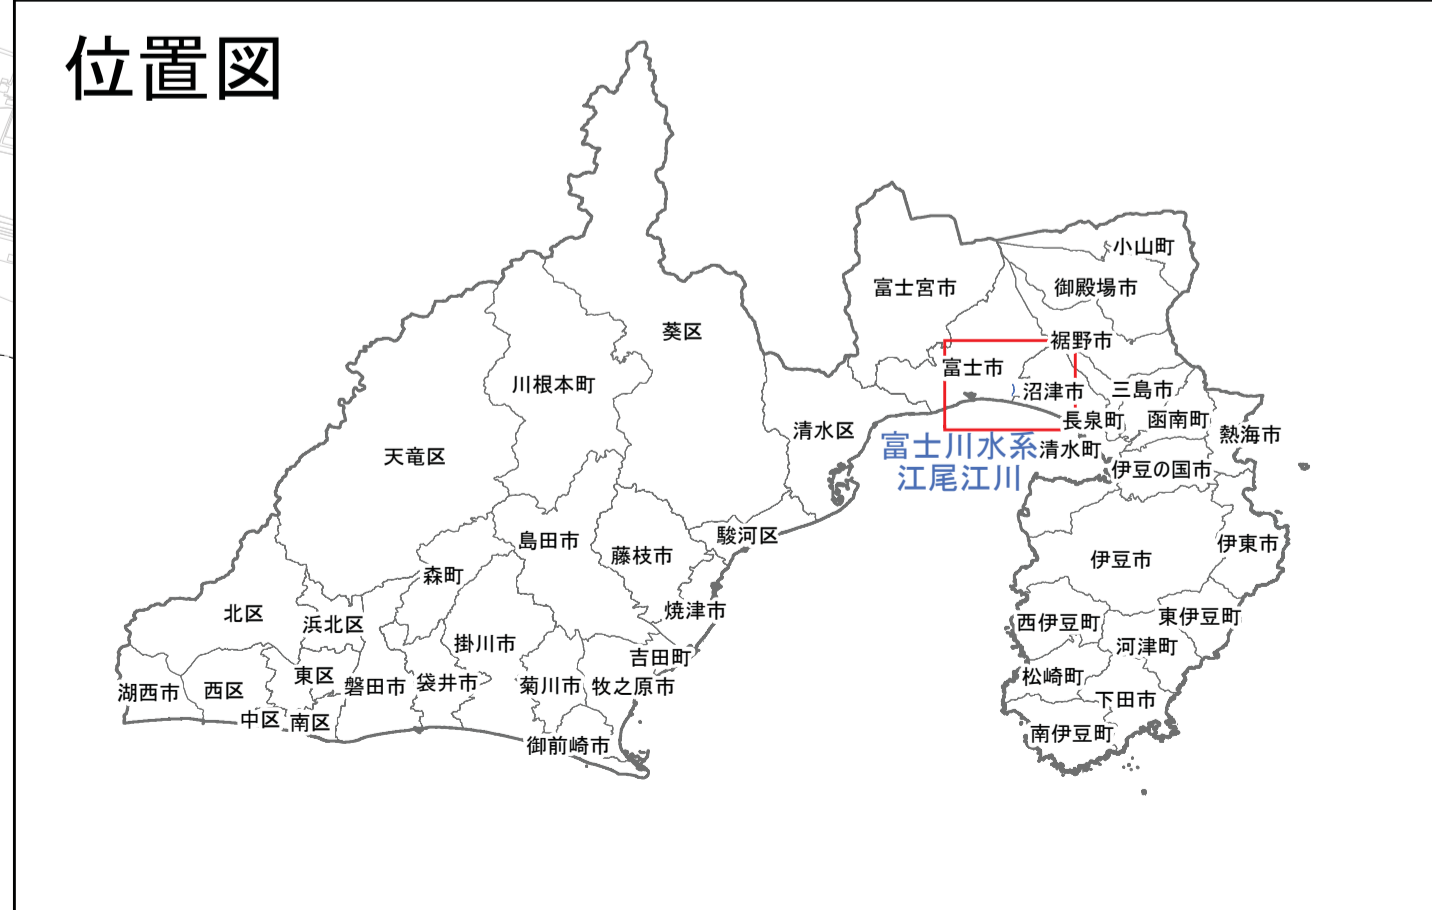 位置図
小山町
富士宮市
御殿場市
葵区
裾野市
富士市
川根本町
沼津市
三島市
長泉町
函南町
清水区
熱海市
富士川水系
江尾江川
清水町
天竜区
伊豆の国市
駿河区
島田市
藤枝市
伊東市
伊豆市
森町
焼津市
北区
浜北区
西伊豆町
東伊豆町
掛川市
河津町
吉田町
東区
松崎町
湖西市
西区
磐田市
袋井市
菊川市
牧之原市
下田市
中区
南区
南伊豆町
御前崎市